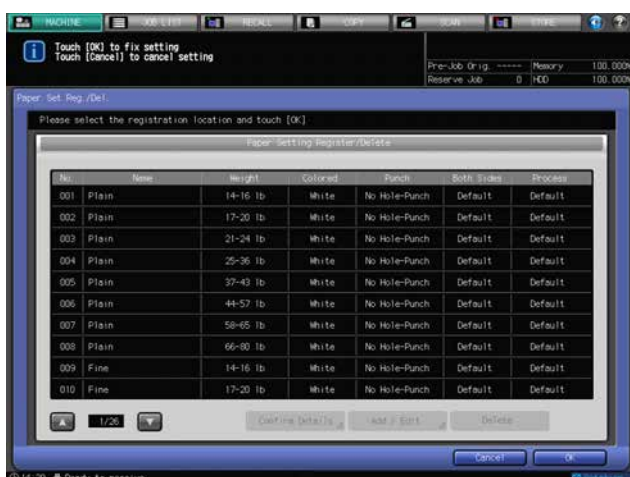 MACHINE JOB LIST RECALL COPY SCAN STORE
Touch [OK] to fix setting
Touch [Cancel] to cancel setting
Pre-Job Orig. ----- Memory 100.000%
Reserve Job 0 HDD 100.000%
Paper Set Reg./Del.
Please select the registration location and touch [OK]
Paper Setting Register/Delete
No. Name Weight Colored Punch Both Sides Process
001 Plain 14-16 lb White No Hole-Punch Default Default
002 Plain 17-20 lb White No Hole-Punch Default Default
003 Plain 21-24 lb White No Hole-Punch Default Default
004 Plain 25-36 lb White No Hole-Punch Default Default
005 Plain 37-43 lb White No Hole-Punch Default Default
006 Plain 44-57 lb White No Hole-Punch Default Default
007 Plain 58-65 lb White No Hole-Punch Default Default
008 Plain 66-80 lb White No Hole-Punch Default Default
009 Fine 14-16 lb White No Hole-Punch Default Default
010 Fine 17-20 lb White No Hole-Punch Default Default
1/26 Confirm Details Add / Edit Delete
Cancel OK